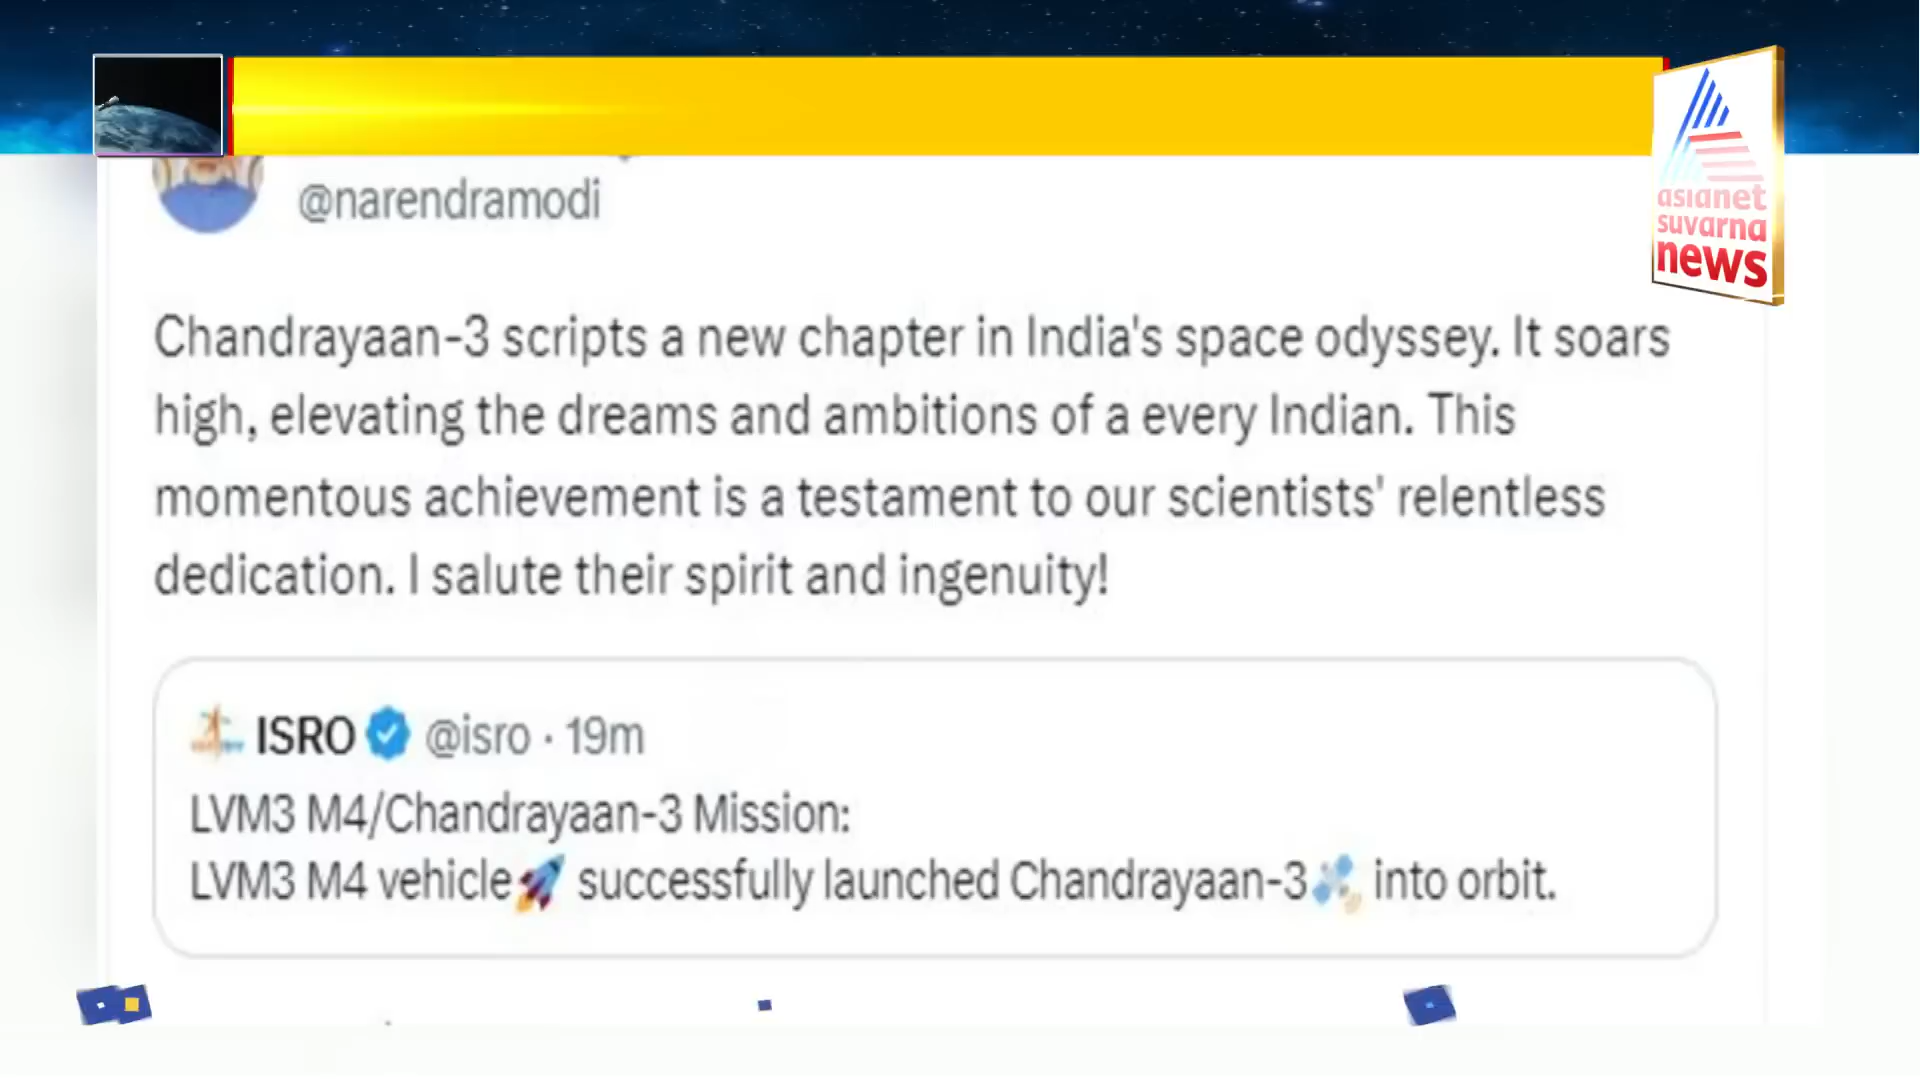 @narendramodi
asianet
suvarna
news
Chandrayaan-3 scripts a new chapter in India's space odyssey. It soars
high, elevating the dreams and ambitions of a every Indian. This
momentous achievement is a testament to our scientists' relentless
dedication. I salute their spirit and ingenuity!
ISRO @isro · 19m
LVM3 M4/Chandrayaan-3 Mission:
LVM3 M4 vehicle🚀 successfully launched Chandrayaan-3🛰️ into orbit.